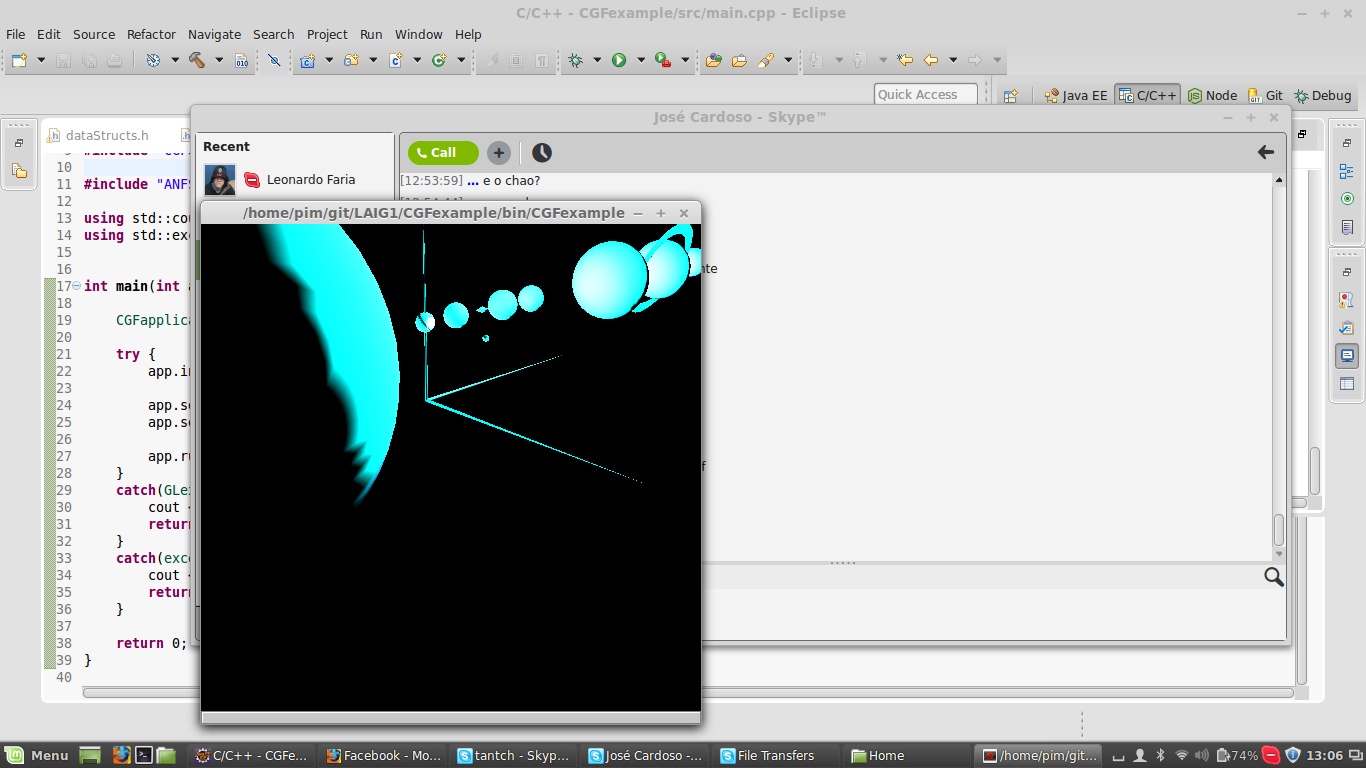 C/C++ - CGFexample/src/main.cpp - Eclipse
File Edit Source Refactor Navigate Search Project Run Window Help
Quick Access
Java EE C/C++ Node Git Debug
dataStructs.h
José Cardoso - Skype™
Recent
Call
Leonardo Faria
[12:53:59] ... e o chao?
/home/pim/git/LAIG1/CGFexample/bin/CGFexample
10
11 #include "ANFS
12
13 using std::cou
14 using std::exc
15
16
17 int main(int a
18
19 CGFapplica
20
21 try {
22 app.in
23
24 app.se
25 app.se
26
27 app.ru
28 }
29 catch(GLex
30 cout <
31 return
32 }
33 catch(exce
34 cout <
35 return
36 }
37
38 return 0;
39 }
40
nte
f
Menu C/C++ - CGFe... Facebook - Mo... tantch - Skyp... José Cardoso -... File Transfers Home /home/pim/git... 74% 13:06